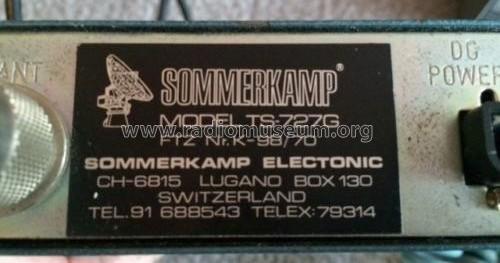 ANT
SOMMERKAMP®
DC
POWER
MODEL TS-727G
FTZ Nr. K-98/70
© www.radiomuseum.org
SOMMERKAMP ELECTONIC
CH-6815 LUGANO BOX 130
SWITZERLAND
TEL. 91 688543 TELEX: 79314